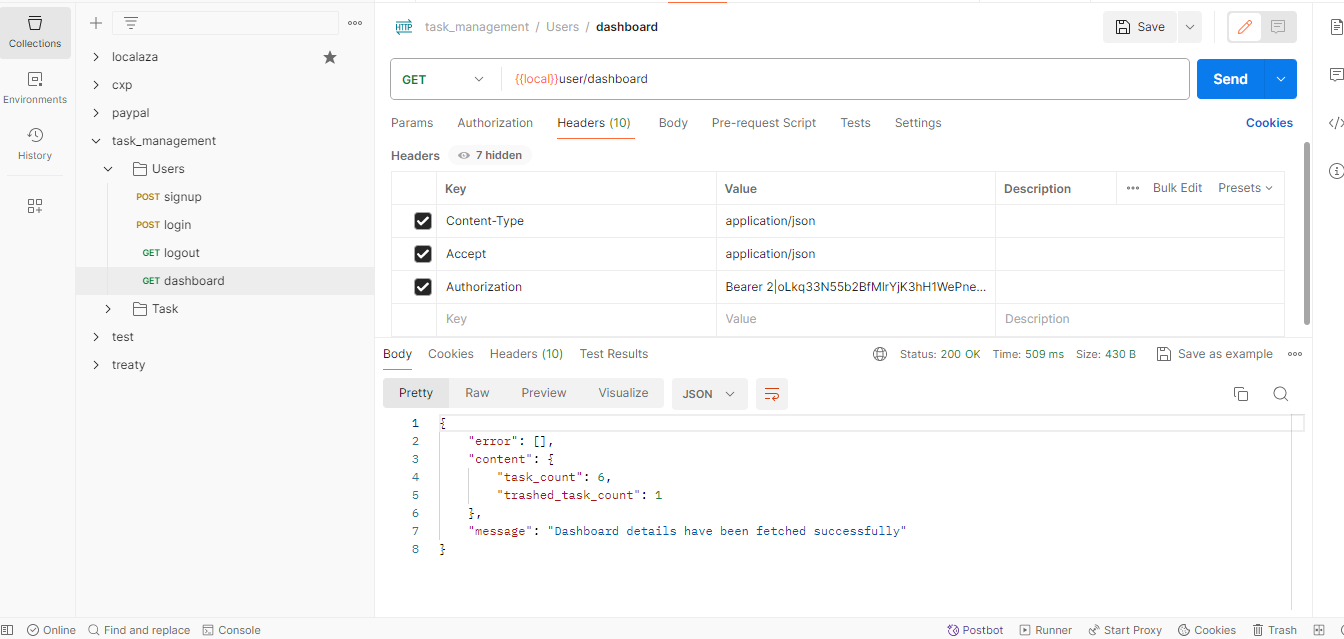 Collections
Environments
History
localaza
cxp
paypal
task_management
Users
POST signup
POST login
GET logout
GET dashboard
Task
test
treaty
HTTP task_management / Users / dashboard
Save
GET {{local}}user/dashboard
Send
Params Authorization Headers (10) Body Pre-request Script Tests Settings Cookies
Headers 7 hidden
Key Value Description Bulk Edit Presets
Content-Type application/json
Accept application/json
Authorization Bearer 2|oLkq33N55b2BfMIrYjK3hH1WePne...
Key Value Description
Body Cookies Headers (10) Test Results Status: 200 OK Time: 509 ms Size: 430 B Save as example
Pretty Raw Preview Visualize JSON
1 {
2 "error": [],
3 "content": {
4 "task_count": 6,
5 "trashed_task_count": 1
6 },
7 "message": "Dashboard details have been fetched successfully"
8 }
Online Find and replace Console Postbot Runner Start Proxy Cookies Trash